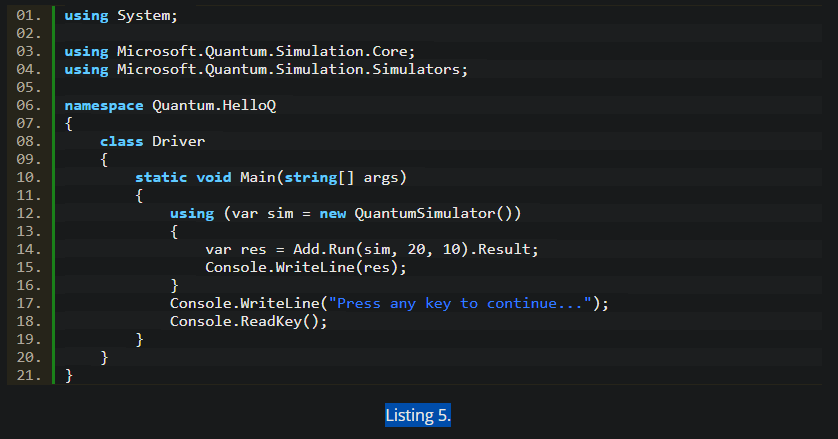 01. using System;
02.
03. using Microsoft.Quantum.Simulation.Core;
04. using Microsoft.Quantum.Simulation.Simulators;
05.
06. namespace Quantum.HelloQ
07. {
08.     class Driver
09.     {
10.         static void Main(string[] args)
11.         {
12.             using (var sim = new QuantumSimulator())
13.             {
14.                 var res = Add.Run(sim, 20, 10).Result;
15.                 Console.WriteLine(res);
16.             }
17.             Console.WriteLine("Press any key to continue...");
18.             Console.ReadKey();
19.         }
20.     }
21. }
Listing 5.